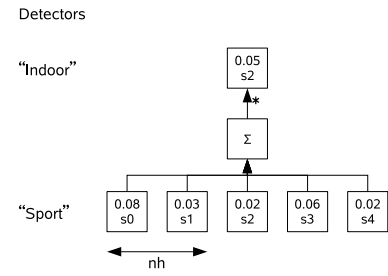 Detectors
“Indoor”
0.05
s2
*
Σ
“Sport”
0.08
s0
0.03
s1
0.02
s2
0.06
s3
0.02
s4
nh